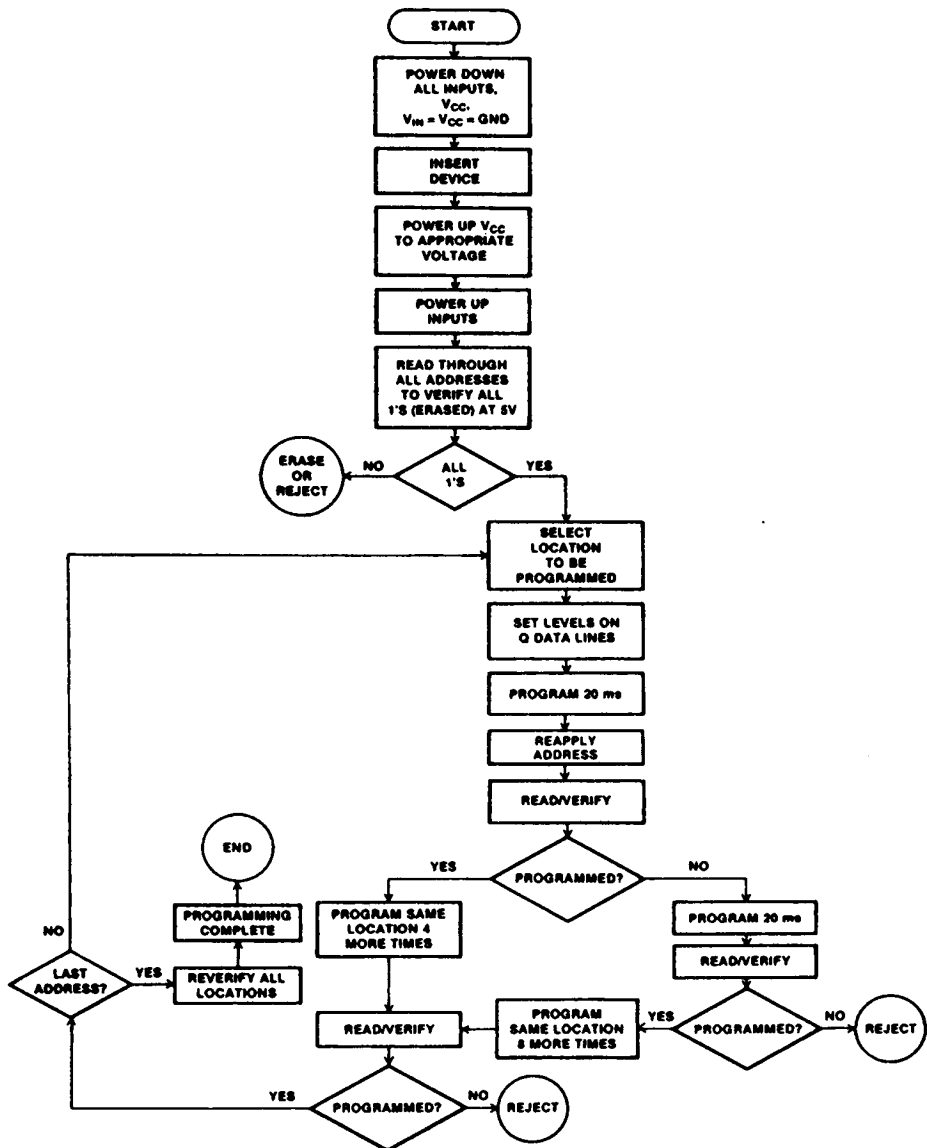 START
POWER DOWN
ALL INPUTS,
VCC,
VIN = VCC = GND
INSERT
DEVICE
POWER UP VCC
TO APPROPRIATE
VOLTAGE
POWER UP
INPUTS
READ THROUGH
ALL ADDRESSES
TO VERIFY ALL
1'S (ERASED) AT 5V
ERASE
OR
REJECT
NO
ALL
1'S
YES
SELECT
LOCATION
TO BE
PROGRAMMED
SET LEVELS ON
Q DATA LINES
PROGRAM 20 ms
REAPPLY
ADDRESS
READ/VERIFY
PROGRAMMED?
YES
NO
PROGRAM SAME
LOCATION 4
MORE TIMES
PROGRAM 20 ms
READ/VERIFY
PROGRAMMED?
NO
REJECT
YES
PROGRAM
SAME LOCATION
8 MORE TIMES
READ/VERIFY
PROGRAMMED?
NO
REJECT
YES
LAST
ADDRESS?
NO
YES
REVERIFY ALL
LOCATIONS
PROGRAMMING
COMPLETE
END